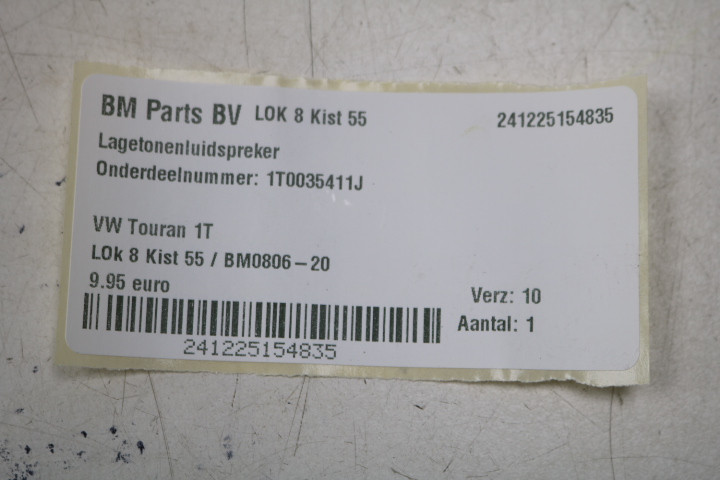 BM Parts BV LOK 8 Kist 55 241225154835
Lagetonenluidspreker
Onderdeelnummer: 1T0035411J
VW Touran 1T
LOk 8 Kist 55 / BM0806-20
9.95 euro
Verz: 10
Aantal: 1
241225154835